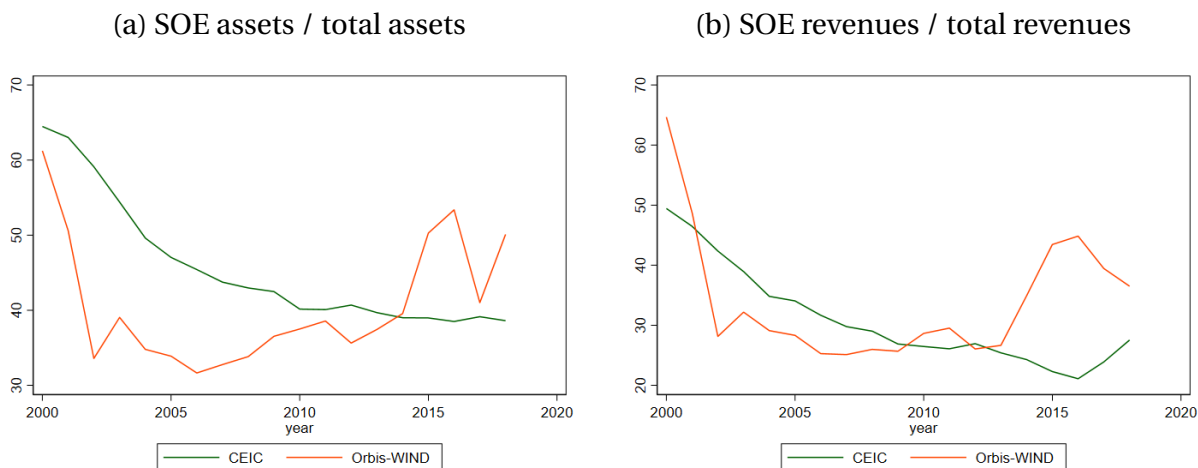 (a) SOE assets / total assets
70
60
50
40
30
2000 2005 2010 2015 2020
year
CEIC Orbis-WIND
(b) SOE revenues / total revenues
70
60
50
40
30
20
2000 2005 2010 2015 2020
year
CEIC Orbis-WIND